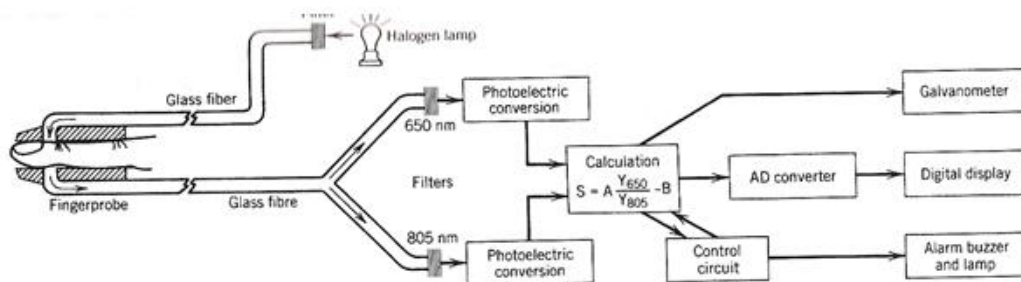 Halogen lamp
Glass fiber
Photoelectric
conversion
Galvanometer
650 nm
Calculation
S = A Y650/Y805 -B
AD converter
Digital display
Filters
Fingerprobe
Glass fibre
805 nm
Photoelectric
conversion
Control
circuit
Alarm buzzer
and lamp